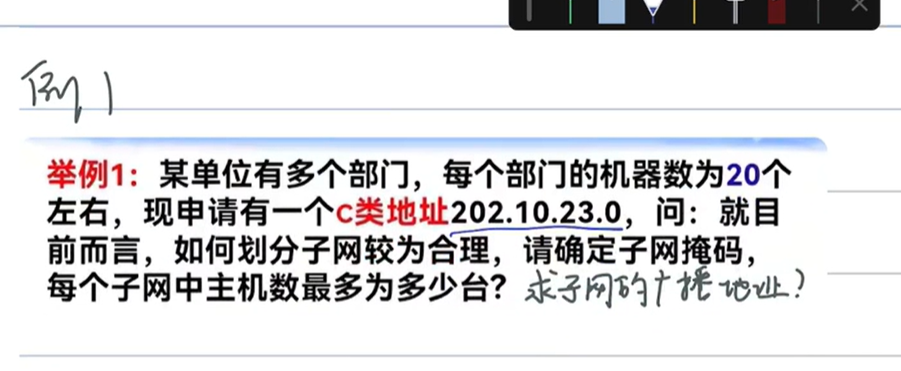 例1
举例1：某单位有多个部门，每个部门的机器数为20个
左右，现申请有一个c类地址202.10.23.0，问：就目
前而言，如何划分子网较为合理，请确定子网掩码，
每个子网中主机数最多为多少台？求子网的广播地址？